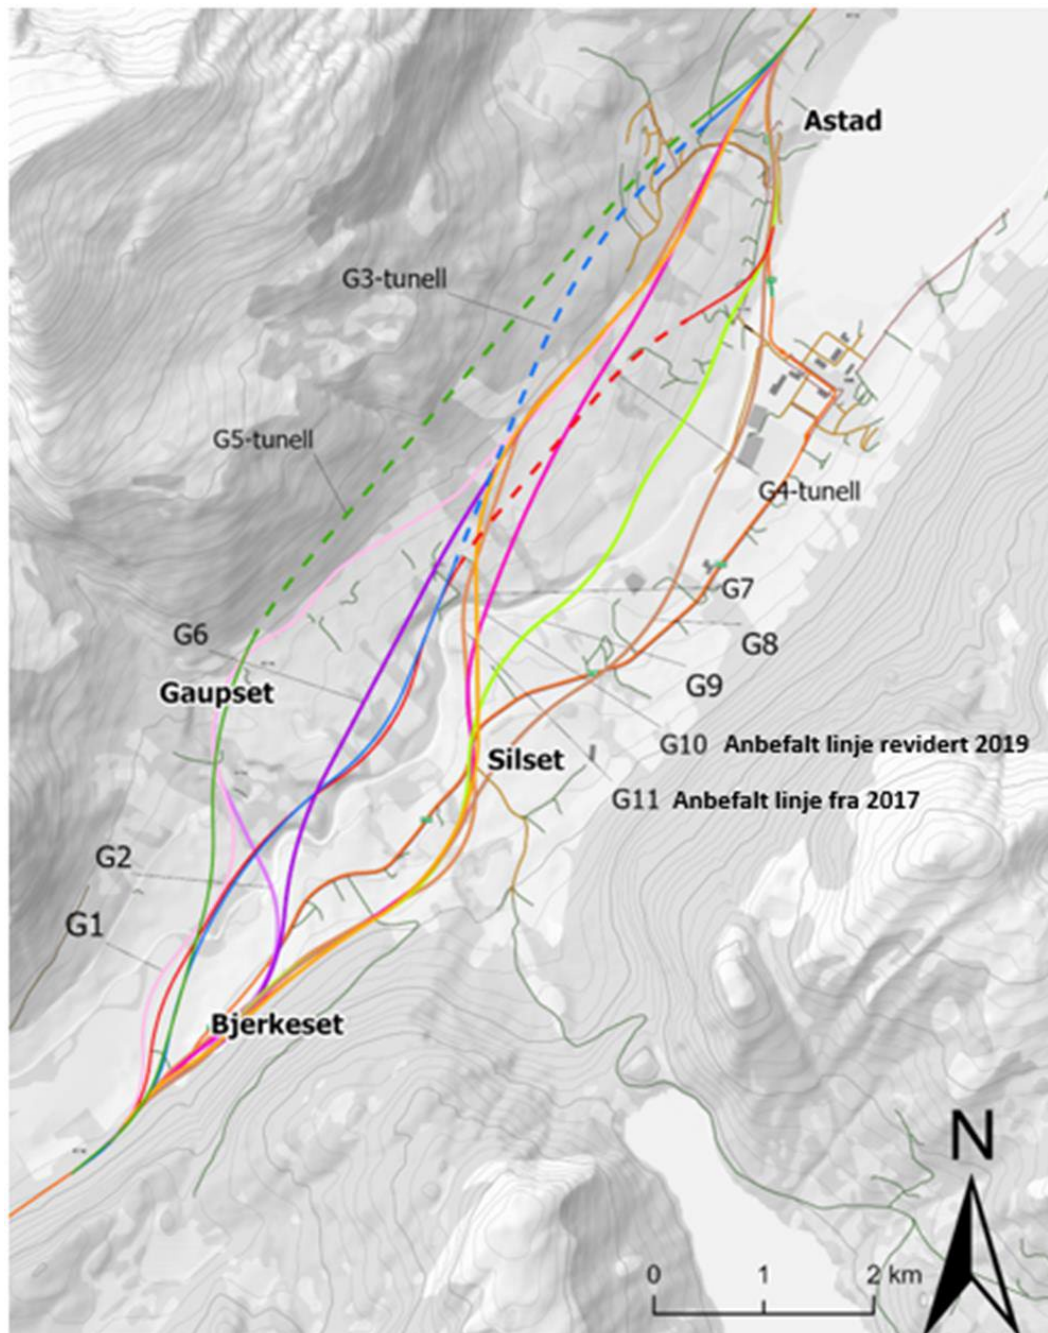 Astad
G3-tunell
G5-tunell
G4-tunell
G7
G6
G8
Gaupset
G9
G10 Anbefalt linje revidert 2019
Silset
G11 Anbefalt linje fra 2017
G2
G1
Bjerkeset
N
0 1 2 km